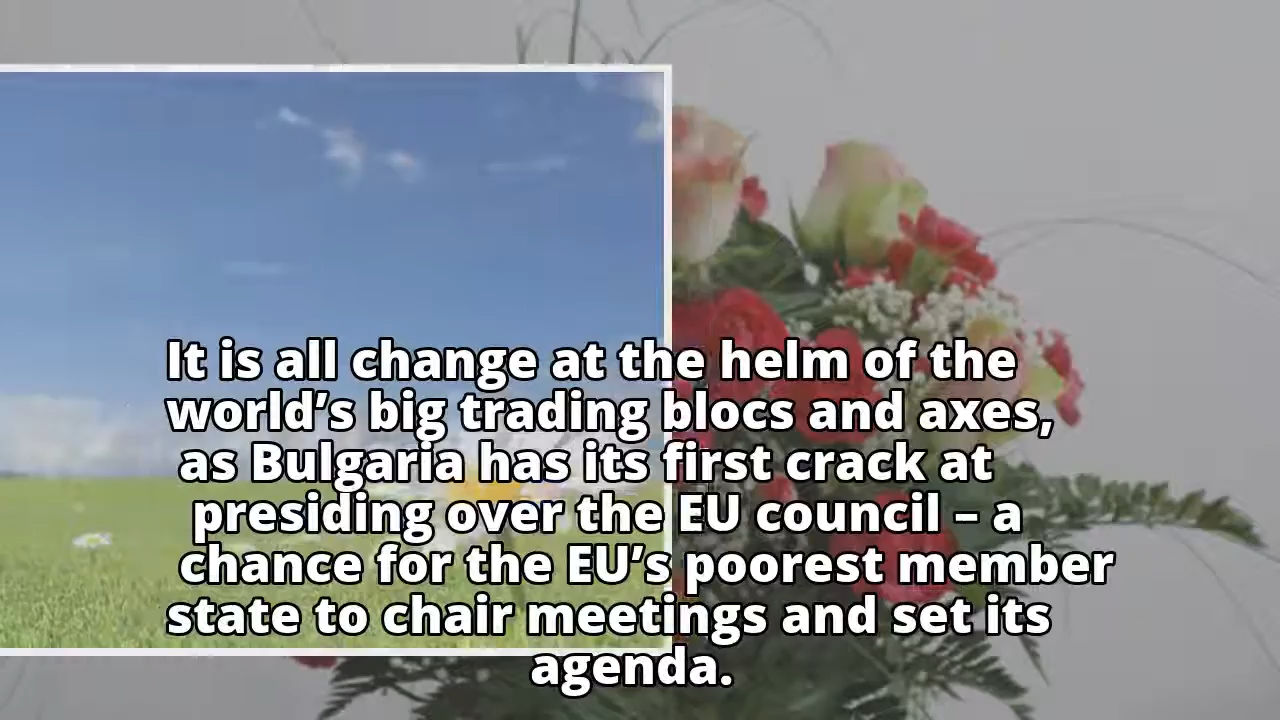 It is all change at the helm of the
world’s big trading blocs and axes,
as Bulgaria has its first crack at
presiding over the EU council – a
chance for the EU’s poorest member
state to chair meetings and set its
agenda.